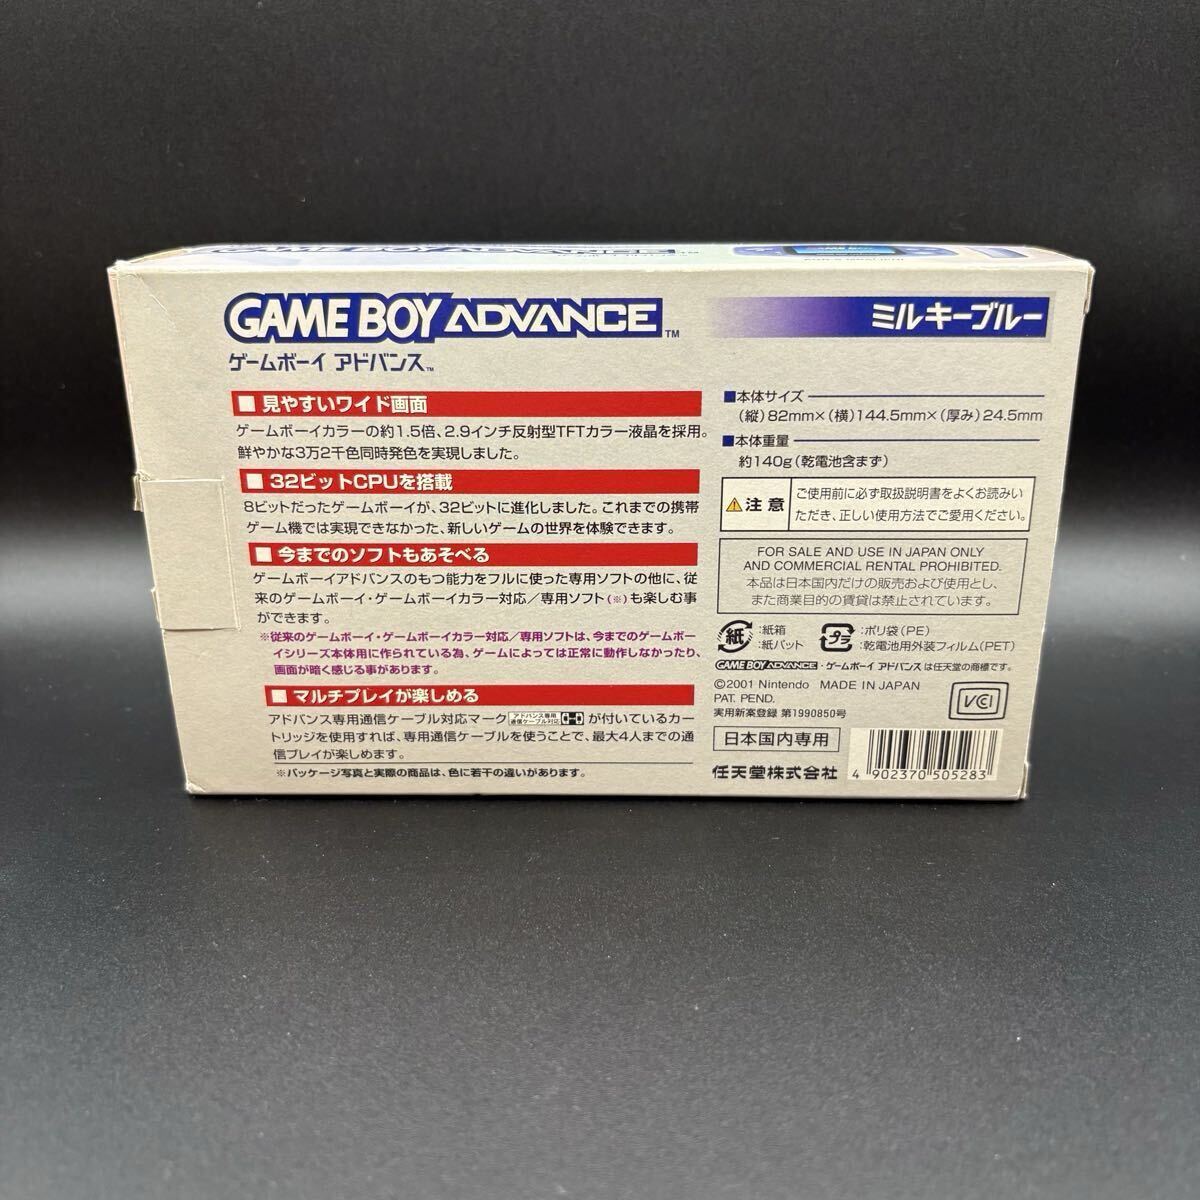 GAME BOY ADVANCE™
ゲームボーイ アドバンス™
ミルキーブルー
■ 見やすいワイド画面
ゲームボーイカラーの約1.5倍、2.9インチ反射型TFTカラー液晶を採用。
鮮やかな3万2千色同時発色を実現しました。
■ 32ビットCPUを搭載
8ビットだったゲームボーイが、32ビットに進化しました。これまでの携帯
ゲーム機では実現できなかった、新しいゲームの世界を体験できます。
■ 今までのソフトもあそべる
ゲームボーイアドバンスのもつ能力をフルに使った専用ソフトの他に、従
来のゲームボーイ・ゲームボーイカラー対応／専用ソフト(※)も楽しむ事
ができます。
※従来のゲームボーイ・ゲームボーイカラー対応／専用ソフトは、今までのゲームボー
イシリーズ本体用に作られている為、ゲームによっては正常に動作しなかったり、
画面が暗く感じる事があります。
■ マルチプレイが楽しめる
アドバンス専用通信ケーブル対応マーク アドバンス専用 通信ケーブル対応 が付いているカー
トリッジを使用すれば、専用通信ケーブルを使うことで、最大4人までの通
信プレイが楽しめます。
※パッケージ写真と実際の商品は、色に若干の違いがあります。
■本体サイズ
(縦)82mm×(横)144.5mm×(厚み)24.5mm
■本体重量
約140g(乾電池含まず)
注意
ご使用前に必ず取扱説明書をよくお読みい
ただき、正しい使用方法でご愛用ください。
FOR SALE AND USE IN JAPAN ONLY
AND COMMERCIAL RENTAL PROHIBITED.
本品は日本国内だけの販売および使用とし、
また商業目的の賃貸は禁止されています。
紙 :紙箱
:紙パット
プラ :ポリ袋(PE)
:乾電池用外装フィルム(PET)
GAME BOY ADVANCE・ゲームボーイ アドバンスは任天堂の商標です。
©2001 Nintendo MADE IN JAPAN
PAT. PEND.
実用新案登録 第1990850号
VCI
日本国内専用
任天堂株式会社
4 902370 505283